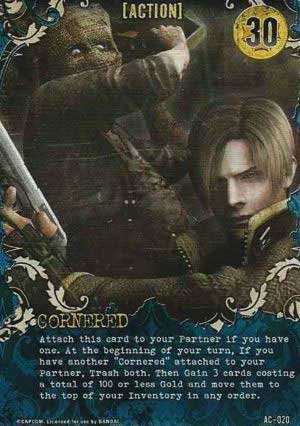 [ACTION]
30
CORNERED
Attach this card to your Partner if you have
one. At the beginning of your turn, If you
have another "Cornered" attached to your
Partner, Trash both. Then Gain 3 cards costing
a total of 100 or less Gold and move them to
the top of your Inventory in any order.
©CAPCOM. Licensed for use by BANDAI
AC-020